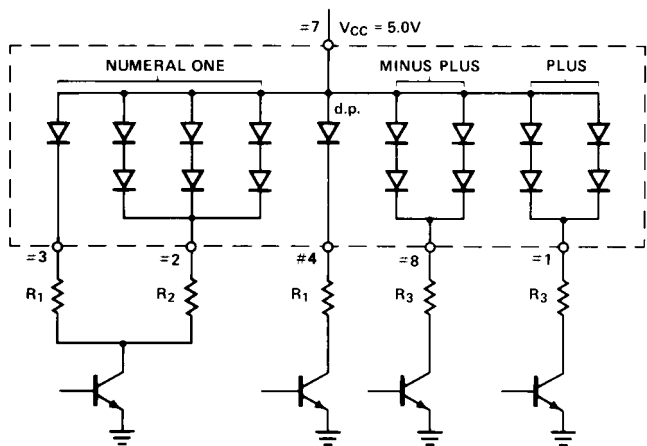 =7 VCC = 5.0V
NUMERAL ONE MINUS PLUS PLUS
d.p.
=3 =2 #4 =8 =1
R1 R2 R1 R3 R3